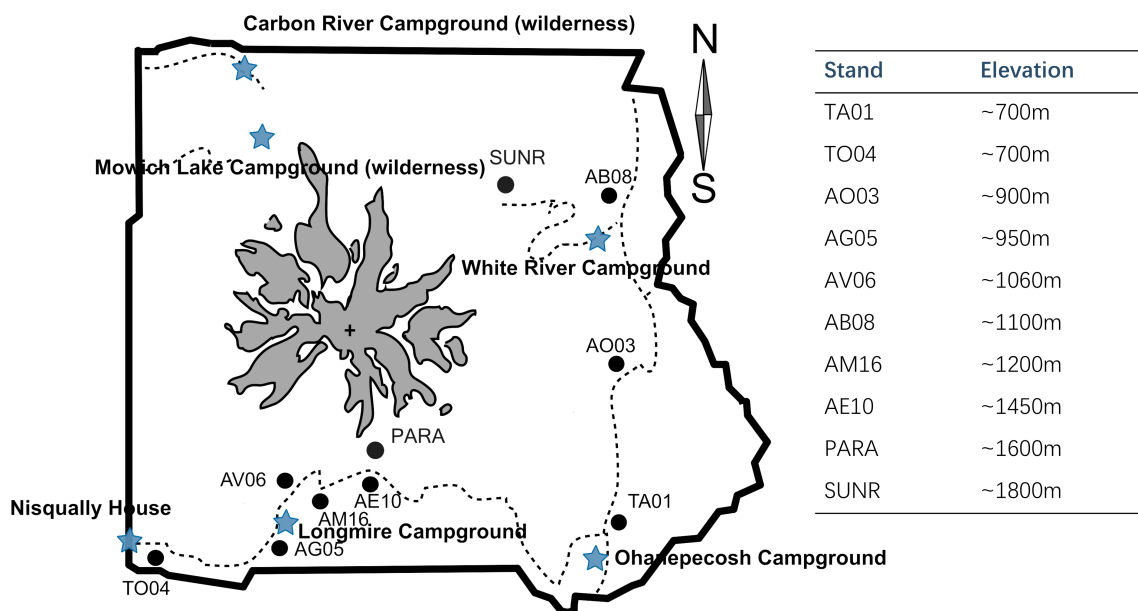 Carbon River Campground (wilderness)
N
S
Mowich Lake Campground (wilderness)
SUNR
AB08
White River Campground
AO03
PARA
AV06
AE10
AM16
Nisqually House
Longmire Campground
TA01
AG05
Ohanepecosh Campground
TO04
Stand Elevation
TA01 ~700m
TO04 ~700m
AO03 ~900m
AG05 ~950m
AV06 ~1060m
AB08 ~1100m
AM16 ~1200m
AE10 ~1450m
PARA ~1600m
SUNR ~1800m